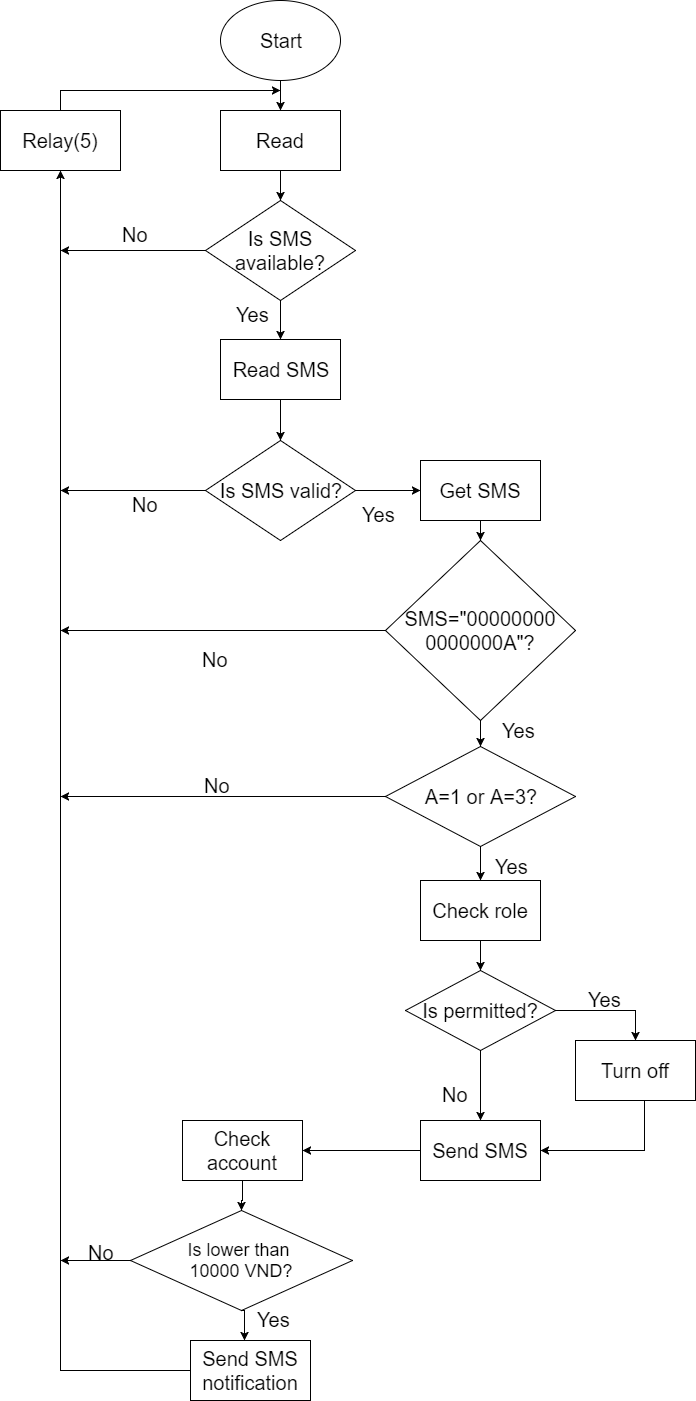 Start
Relay(5)
Read
No
Is SMS
available?
Yes
Read SMS
Is SMS valid?
Get SMS
No
Yes
SMS="00000000
0000000A"?
No
Yes
No
A=1 or A=3?
Yes
Check role
Is permitted?
Yes
Turn off
No
Check
account
Send SMS
No
Is lower than
10000 VND?
Yes
Send SMS
notification